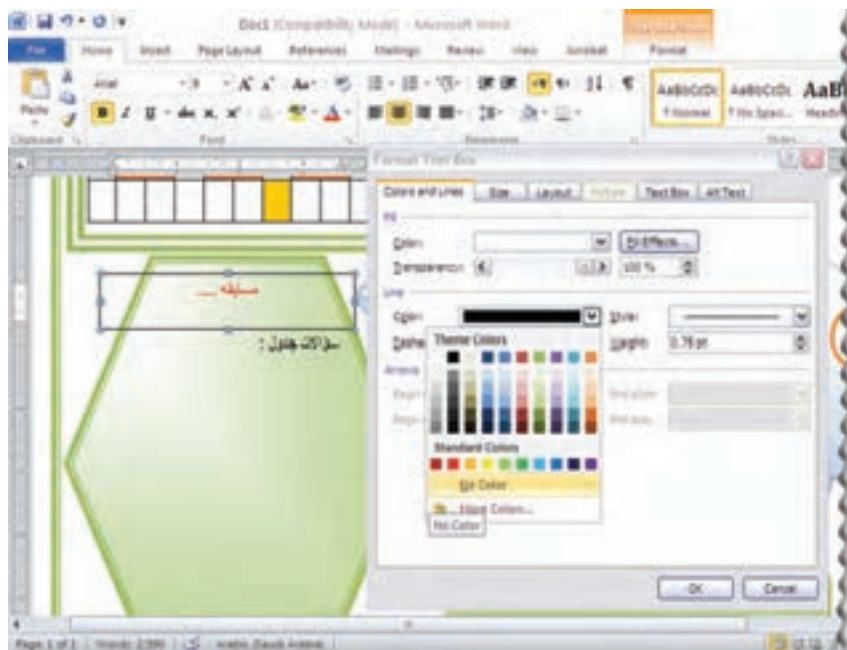 Doc1 (Compatibility Mode) - Microsoft Word
File Home Insert Page Layout References Mailings Review View Acrobat Format
Paste
AaBbCcDc AaBbCcDc AaB
¶ Normal ¶ No Spaci... Headi
Clipboard Font Paragraph Styles
Format Text Box
Colors and Lines Size Layout Picture Text Box Alt Text
Fill
Color: Fill Effects...
Transparency: 100 %
Line
Color: Style:
Dashed Weight: 0.75 pt
Theme Colors
Arrows
Standard Colors
No Color
More Colors...
No Color
OK Cancel
مسابقه
سؤالات جدول :
Page: 1 of 1 Words: 2/390 Arabic (Saudi Arabia)